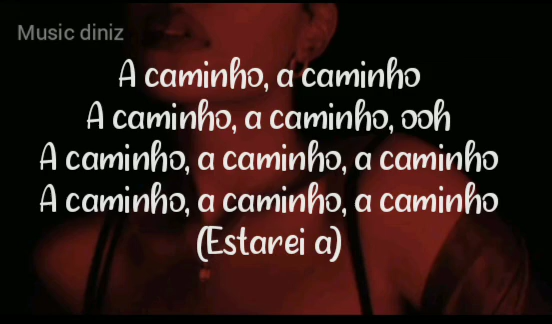 Music diniz
A caminho, a caminho
A caminho, a caminho, ooh
A caminho, a caminho, a caminho
A caminho, a caminho, a caminho
(Estarei a)